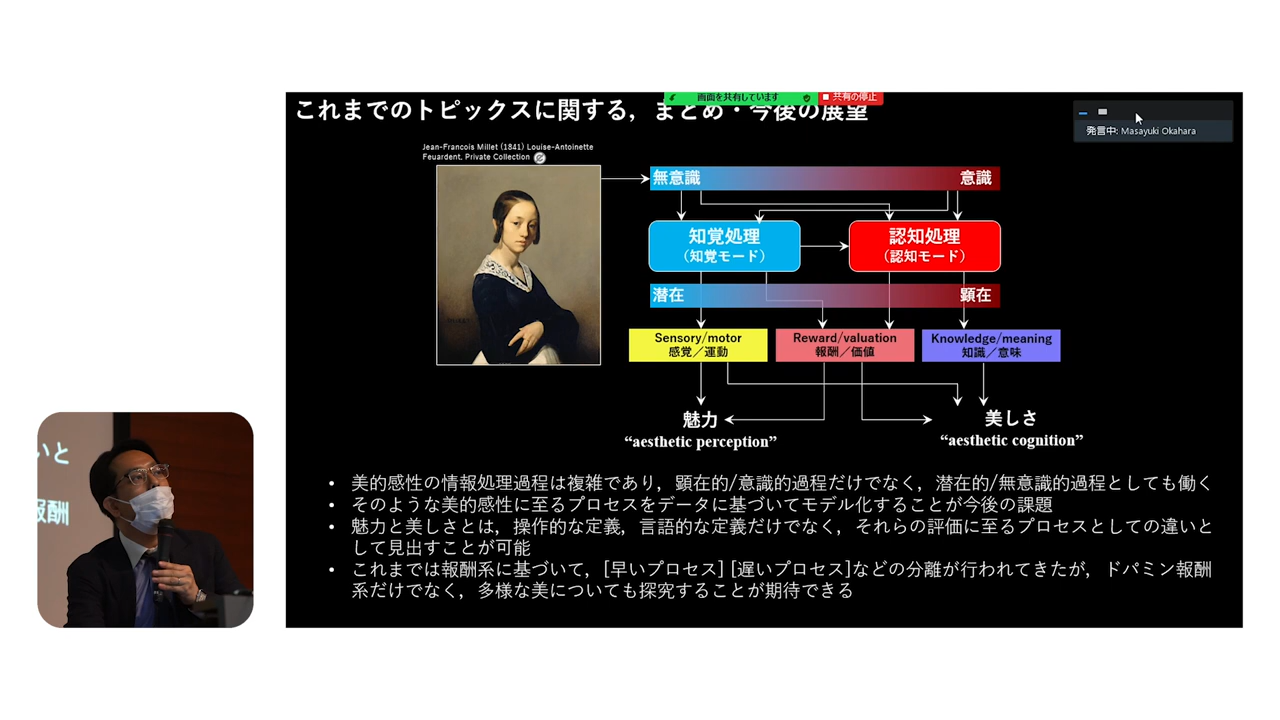 これまでのトピックスに関する，まとめ・今後の展望
画面を共有しています
共有の停止
発言中: Masayuki Okahara
Jean-Francois Millet (1841) Louise-Antoinette
Feuardent, Private Collection
無意識
意識
知覚処理
（知覚モード）
認知処理
（認知モード）
潜在
顕在
Sensory/motor
感覚／運動
Reward/valuation
報酬／価値
Knowledge/meaning
知識／意味
魅力
“aesthetic perception”
美しさ
“aesthetic cognition”
• 美的感性の情報処理過程は複雑であり，顕在的/意識的過程だけでなく，潜在的/無意識的過程としても働く
• そのような美的感性に至るプロセスをデータに基づいてモデル化することが今後の課題
• 魅力と美しさとは，操作的な定義，言語的な定義だけでなく，それらの評価に至るプロセスとしての違いと
して見出すことが可能
• これまでは報酬系に基づいて，[早いプロセス] [遅いプロセス]などの分離が行われてきたが，ドパミン報酬
系だけでなく，多様な美についても探究することが期待できる
いと
報酬